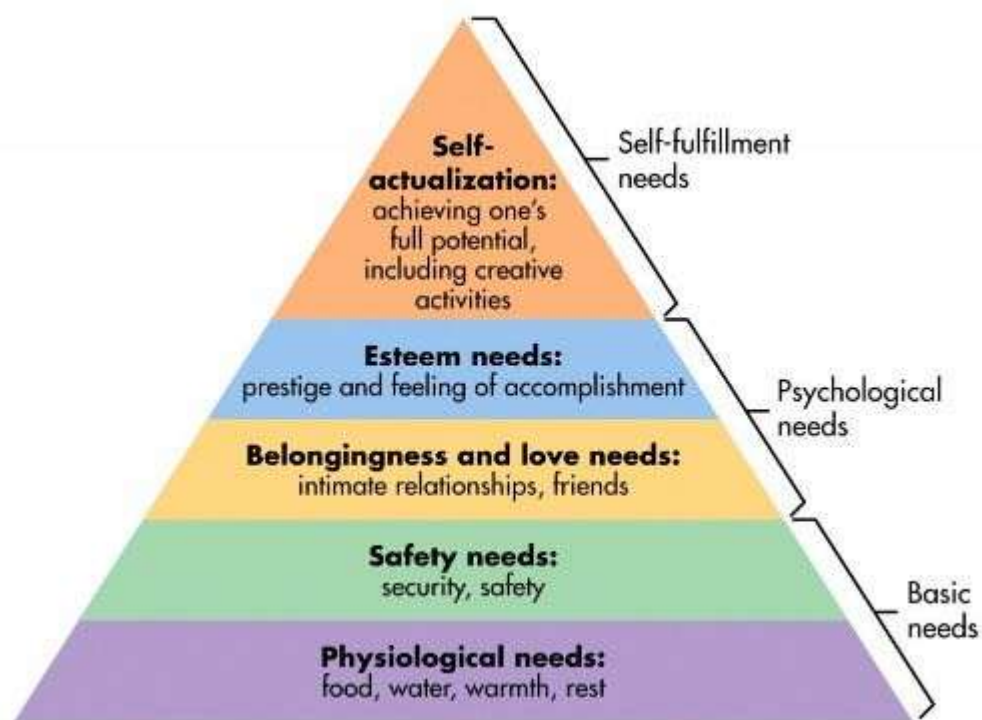 Self-
actualization:
achieving one's
full potential,
including creative
activities
Self-fulfillment
needs
Esteem needs:
prestige and feeling of accomplishment
Psychological
needs
Belongingness and love needs:
intimate relationships, friends
Safety needs:
security, safety
Basic
needs
Physiological needs:
food, water, warmth, rest